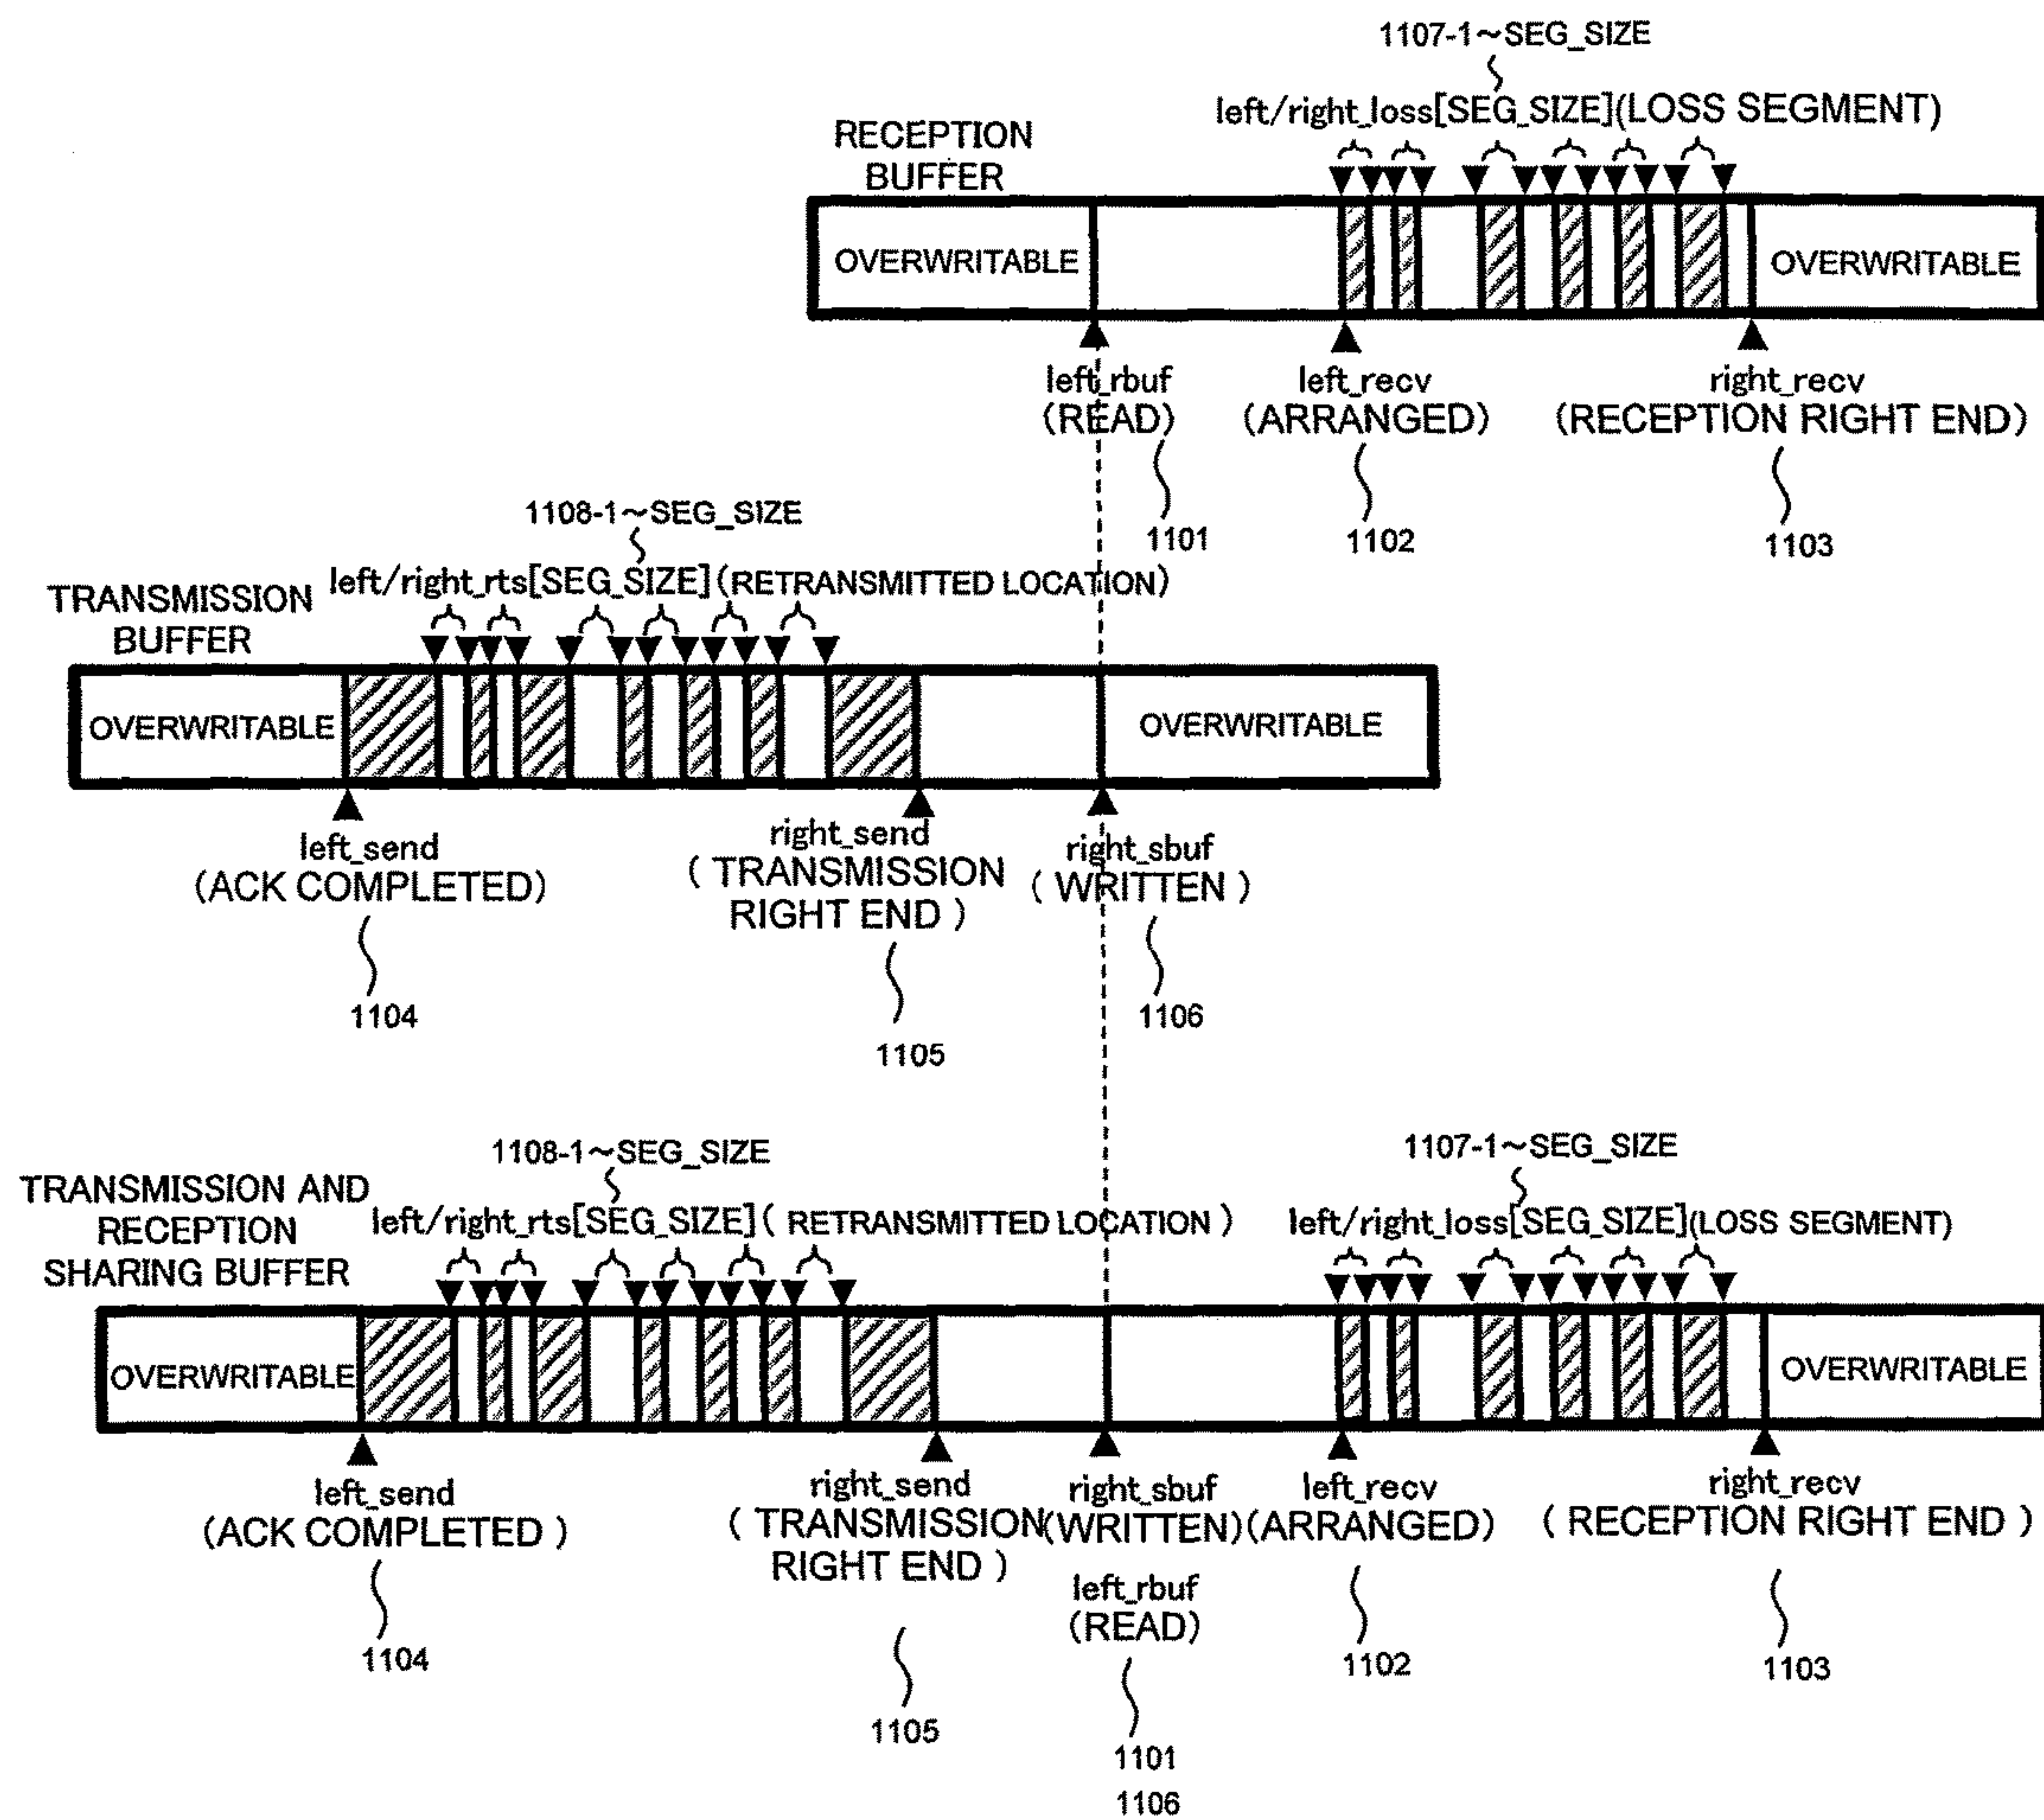 1107-1~SEG_SIZE
left/right_loss[SEG_SIZE](LOSS SEGMENT)
RECEPTION
BUFFER
OVERWRITABLE
OVERWRITABLE
left_rbuf
(READ)
left_recv
(ARRANGED)
right_recv
(RECEPTION RIGHT END)
1101
1102
1103
1108-1~SEG_SIZE
left/right_rts[SEG_SIZE](RETRANSMITTED LOCATION)
TRANSMISSION
BUFFER
OVERWRITABLE
OVERWRITABLE
left_send
(ACK COMPLETED)
right_send
( TRANSMISSION
RIGHT END )
right_sbuf
( WRITTEN )
1104
1105
1106
1108-1~SEG_SIZE
1107-1~SEG_SIZE
TRANSMISSION AND
RECEPTION
SHARING BUFFER
left/right_rts[SEG_SIZE]( RETRANSMITTED LOCATION )
left/right_loss[SEG_SIZE](LOSS SEGMENT)
OVERWRITABLE
OVERWRITABLE
left_send
(ACK COMPLETED )
right_send
( TRANSMISSION
RIGHT END )
right_sbuf
(WRITTEN)
left_rbuf
(READ)
left_recv
(ARRANGED)
right_recv
( RECEPTION RIGHT END )
1104
1105
1101
1106
1102
1103